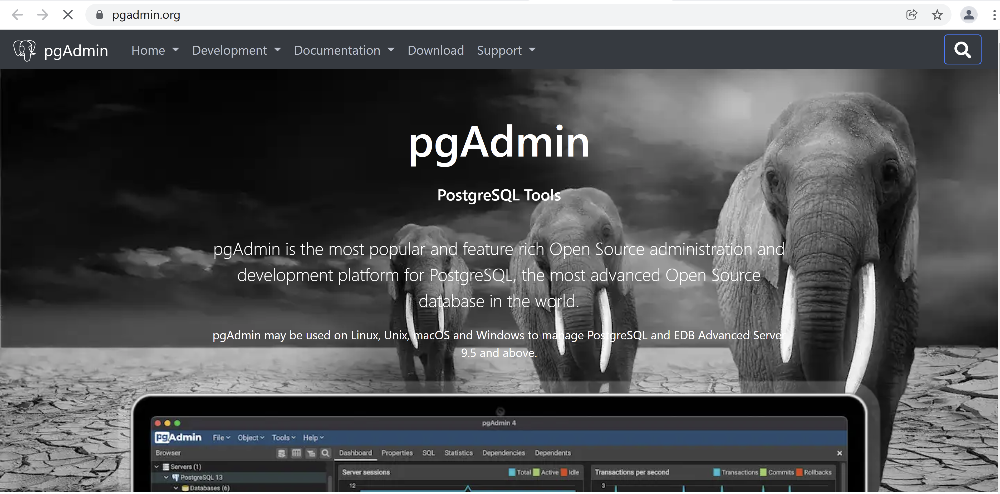 pgadmin.org
pgAdmin Home Development Documentation Download Support
pgAdmin
PostgreSQL Tools
pgAdmin is the most popular and feature rich Open Source administration and
development platform for PostgreSQL, the most advanced Open Source
database in the world.
pgAdmin may be used on Linux, Unix, macOS and Windows to manage PostgreSQL and EDB Advanced Server
9.5 and above.
pgAdmin 4
pgAdmin File Object Tools Help
Browser Dashboard Properties SQL Statistics Dependencies Dependents
Servers (1)
PostgreSQL 13
Databases (6)
Server sessions Total Active Idle
12
Transactions per second Transactions Commits Rollbacks
3